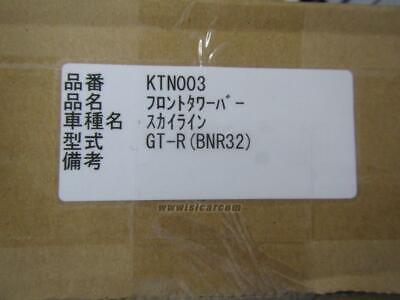 品番 KTN003
品名 ﾌﾛﾝﾄﾀﾜｰﾊﾞｰ
車種名 ｽｶｲﾗｲﾝ
型式 GT-R(BNR32)
備考
www.isicar.com